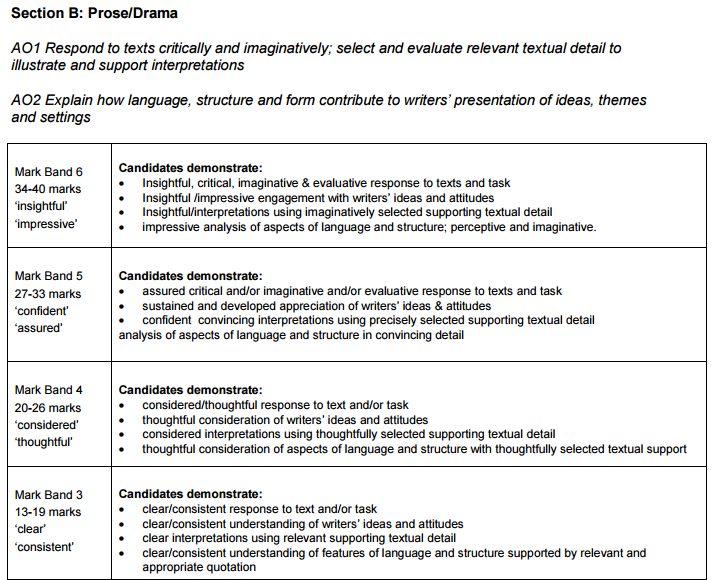 Section B: Prose/Drama
AO1 Respond to texts critically and imaginatively; select and evaluate relevant textual detail to
illustrate and support interpretations
AO2 Explain how language, structure and form contribute to writers' presentation of ideas, themes
and settings
Mark Band 6
34-40 marks
'insightful'
'impressive'
Candidates demonstrate:
• Insightful, critical, imaginative & evaluative response to texts and task
• Insightful /impressive engagement with writers' ideas and attitudes
• Insightful/interpretations using imaginatively selected supporting textual detail
• impressive analysis of aspects of language and structure; perceptive and imaginative.
Mark Band 5
27-33 marks
'confident'
'assured'
Candidates demonstrate:
• assured critical and/or imaginative and/or evaluative response to texts and task
• sustained and developed appreciation of writers' ideas & attitudes
• confident convincing interpretations using precisely selected supporting textual detail
analysis of aspects of language and structure in convincing detail
Mark Band 4
20-26 marks
'considered'
'thoughtful'
Candidates demonstrate:
• considered/thoughtful response to text and/or task
• thoughtful consideration of writers' ideas and attitudes
• considered interpretations using thoughtfully selected supporting textual detail
• thoughtful consideration of aspects of language and structure with thoughtfully selected textual support
Mark Band 3
13-19 marks
'clear'
'consistent'
Candidates demonstrate:
• clear/consistent response to text and/or task
• clear/consistent understanding of writers' ideas and attitudes
• clear interpretations using relevant supporting textual detail
• clear/consistent understanding of features of language and structure supported by relevant and
appropriate quotation